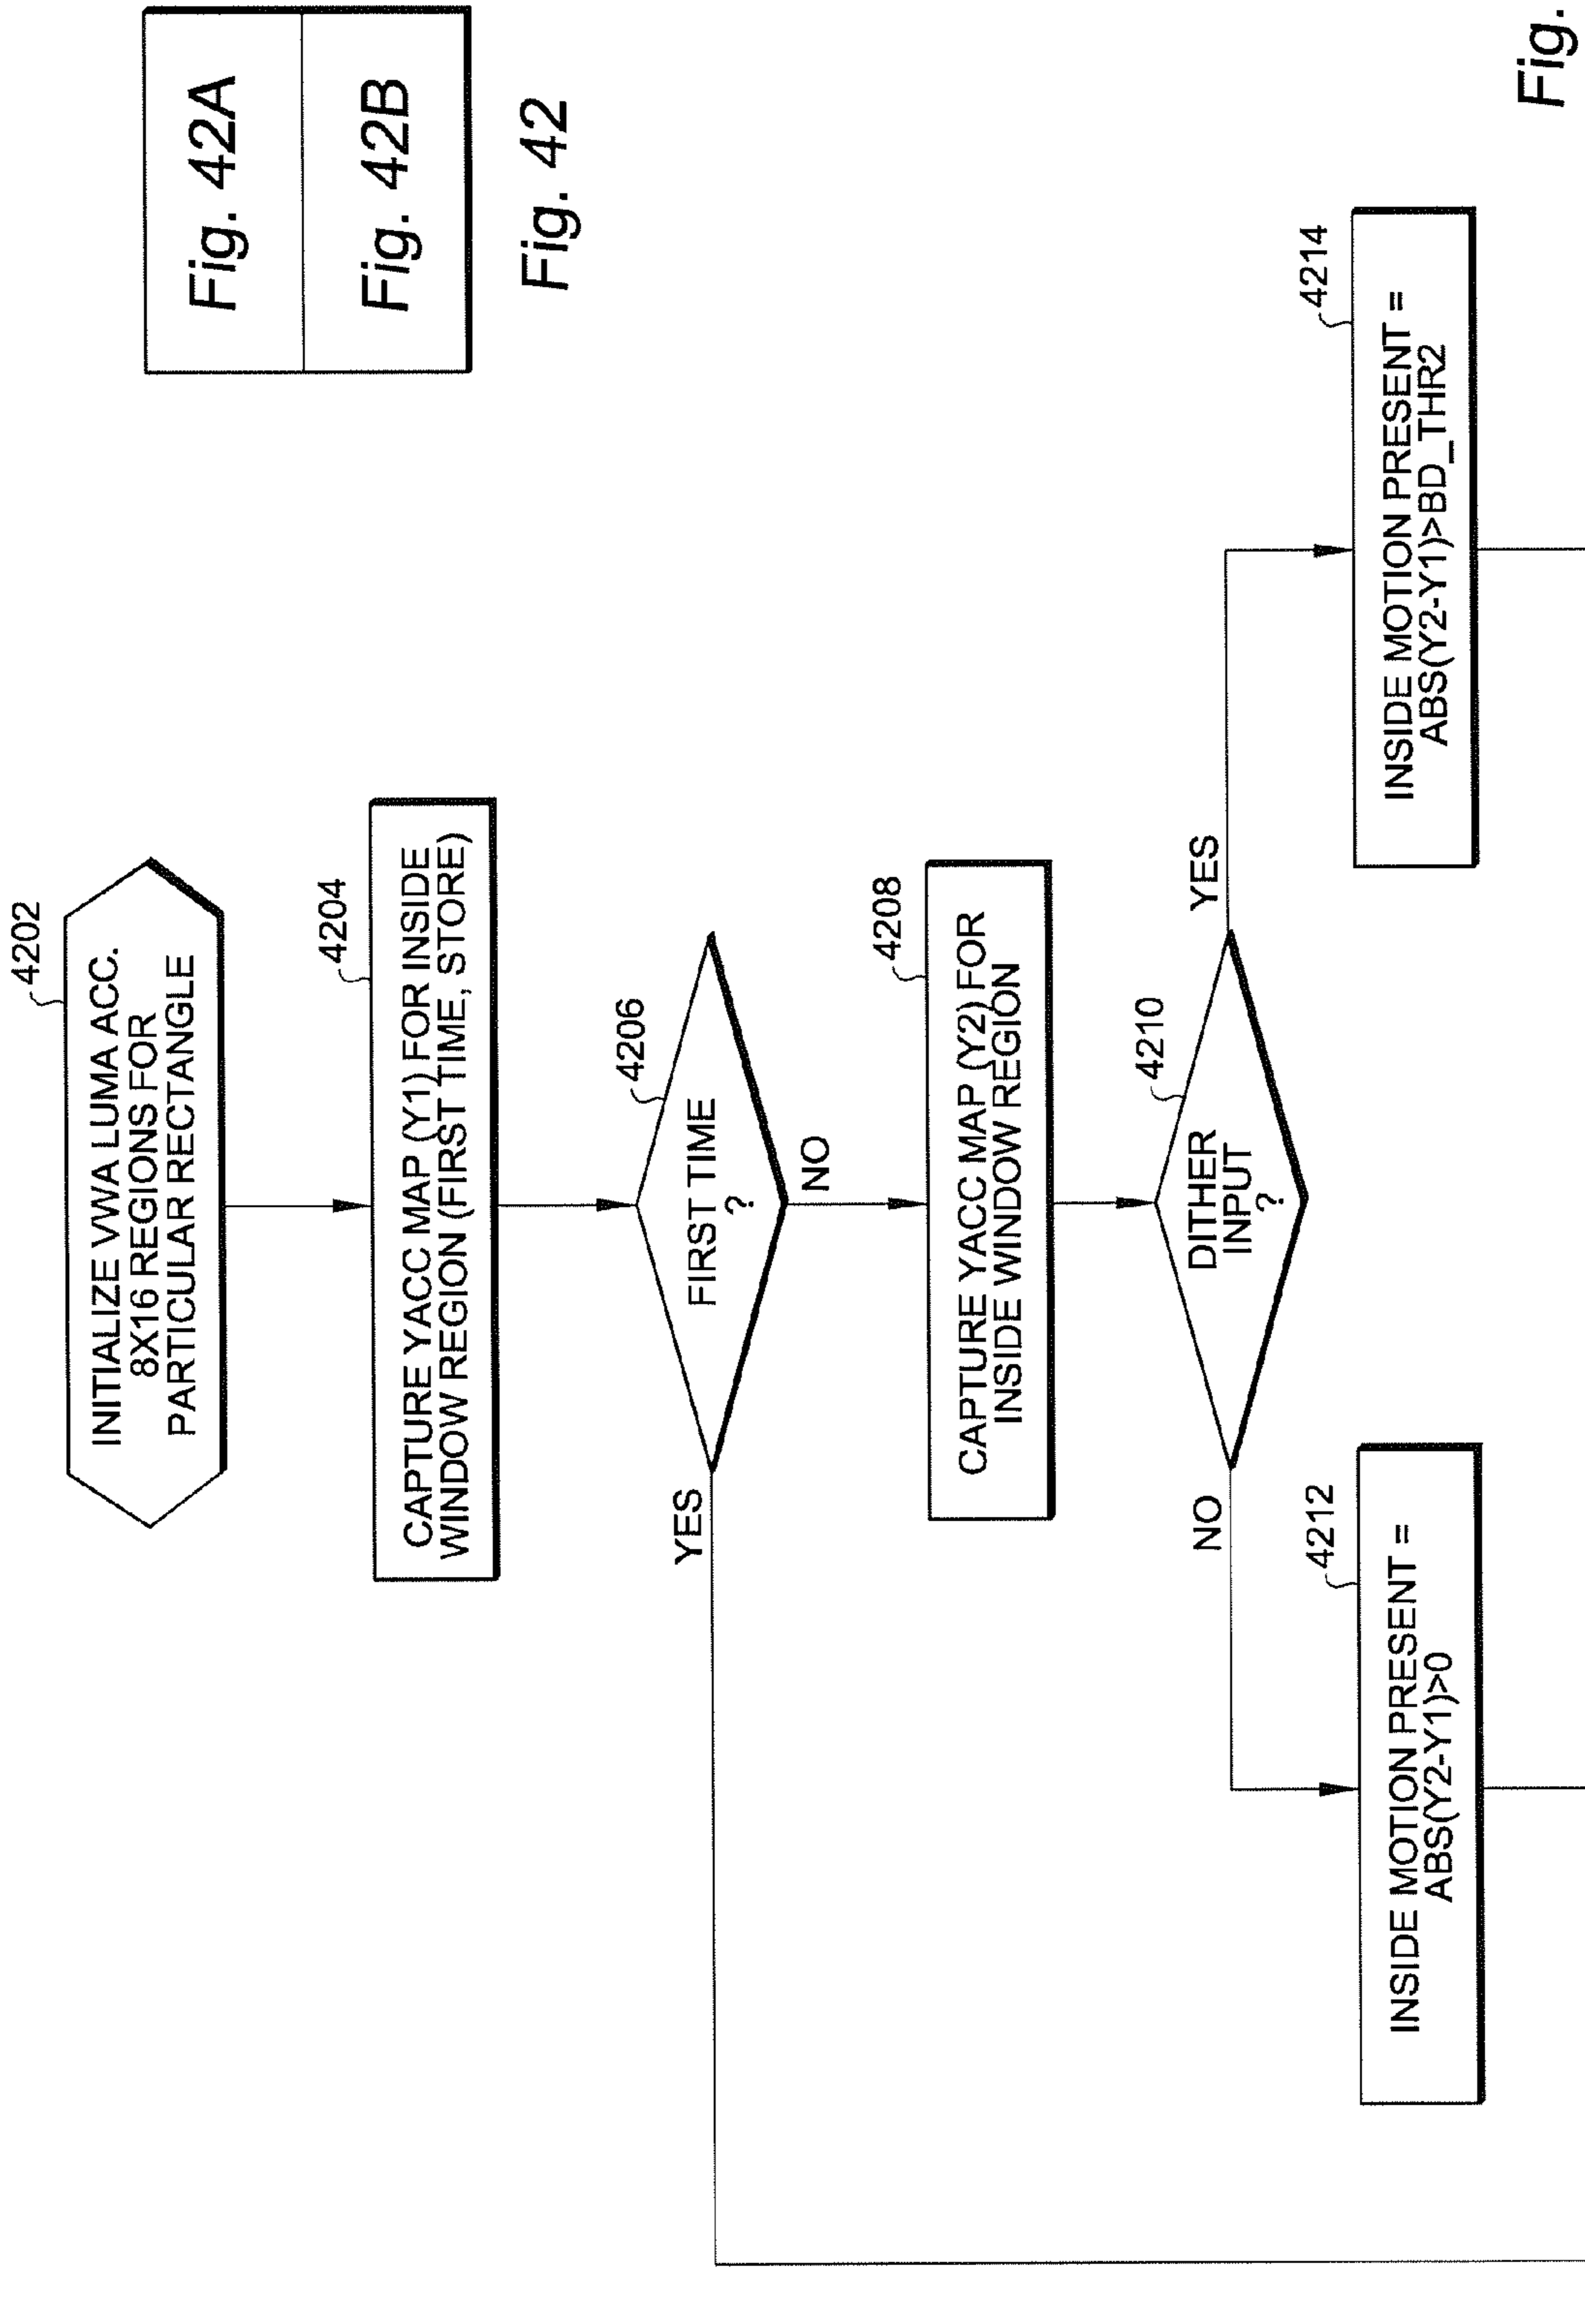 Fig. 42A
Fig. 42B
Fig. 42
4202
INITIALIZE VWA LUMA ACC.
8X16 REGIONS FOR
PARTICULAR RECTANGLE
4204
CAPTURE YACC MAP (Y1) FOR INSIDE
WINDOW REGION (FIRST TIME, STORE)
4206
FIRST TIME
?
YES
NO
4208
CAPTURE YACC MAP (Y2) FOR
INSIDE WINDOW REGION
4210
DITHER
INPUT
?
NO
YES
4212
INSIDE MOTION PRESENT =
ABS(Y2-Y1)>0
4214
INSIDE MOTION PRESENT =
ABS(Y2-Y1)>BD_THR2
Fig.